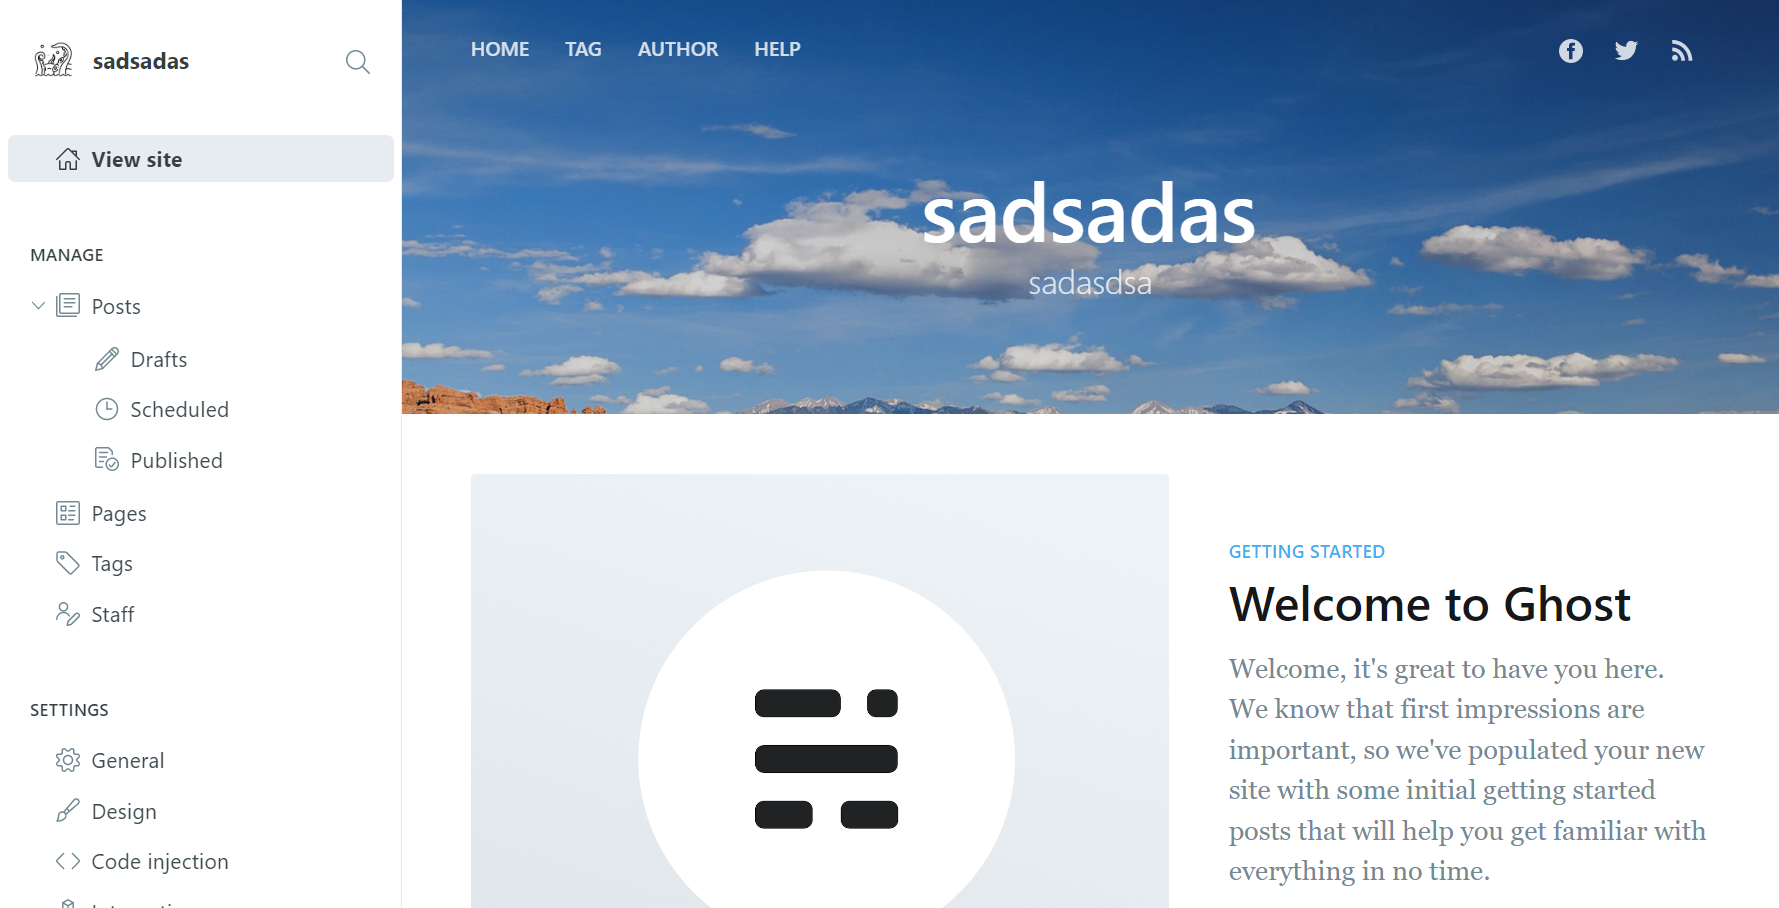 sadsadas
View site
MANAGE
Posts
Drafts
Scheduled
Published
Pages
Tags
Staff
SETTINGS
General
Design
Code injection
HOME TAG AUTHOR HELP
sadsadas
sadasdsa
GETTING STARTED
Welcome to Ghost
Welcome, it's great to have you here.
We know that first impressions are
important, so we've populated your new
site with some initial getting started
posts that will help you get familiar with
everything in no time.